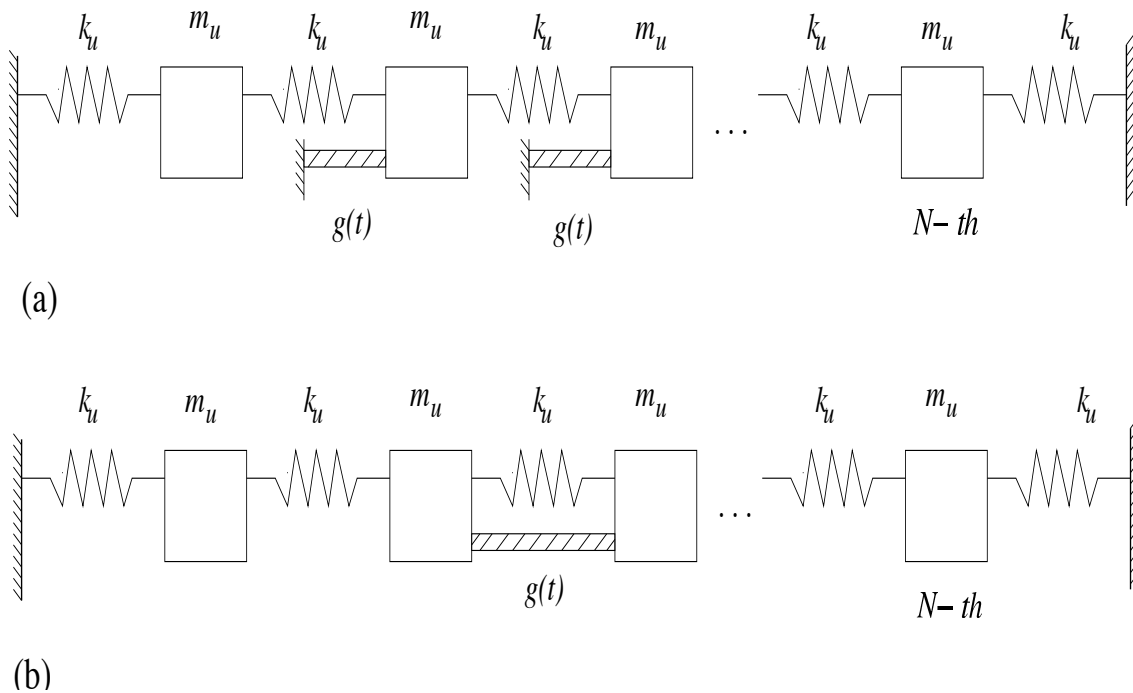 k_u m_u k_u m_u k_u m_u k_u m_u k_u
...
g(t) g(t) N- th
(a)
k_u m_u k_u m_u k_u m_u k_u m_u k_u
...
g(t) N- th
(b)